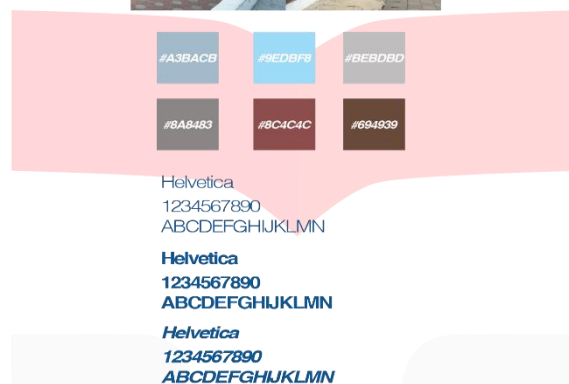 #A3BACB #9EDBF8 #BEBDBD
#8A8483 #8C4C4C #694939
Helvetica
1234567890
ABCDEFGHIJKLMN
Helvetica
1234567890
ABCDEFGHIJKLMN
Helvetica
1234567890
ABCDEFGHIJKLMN